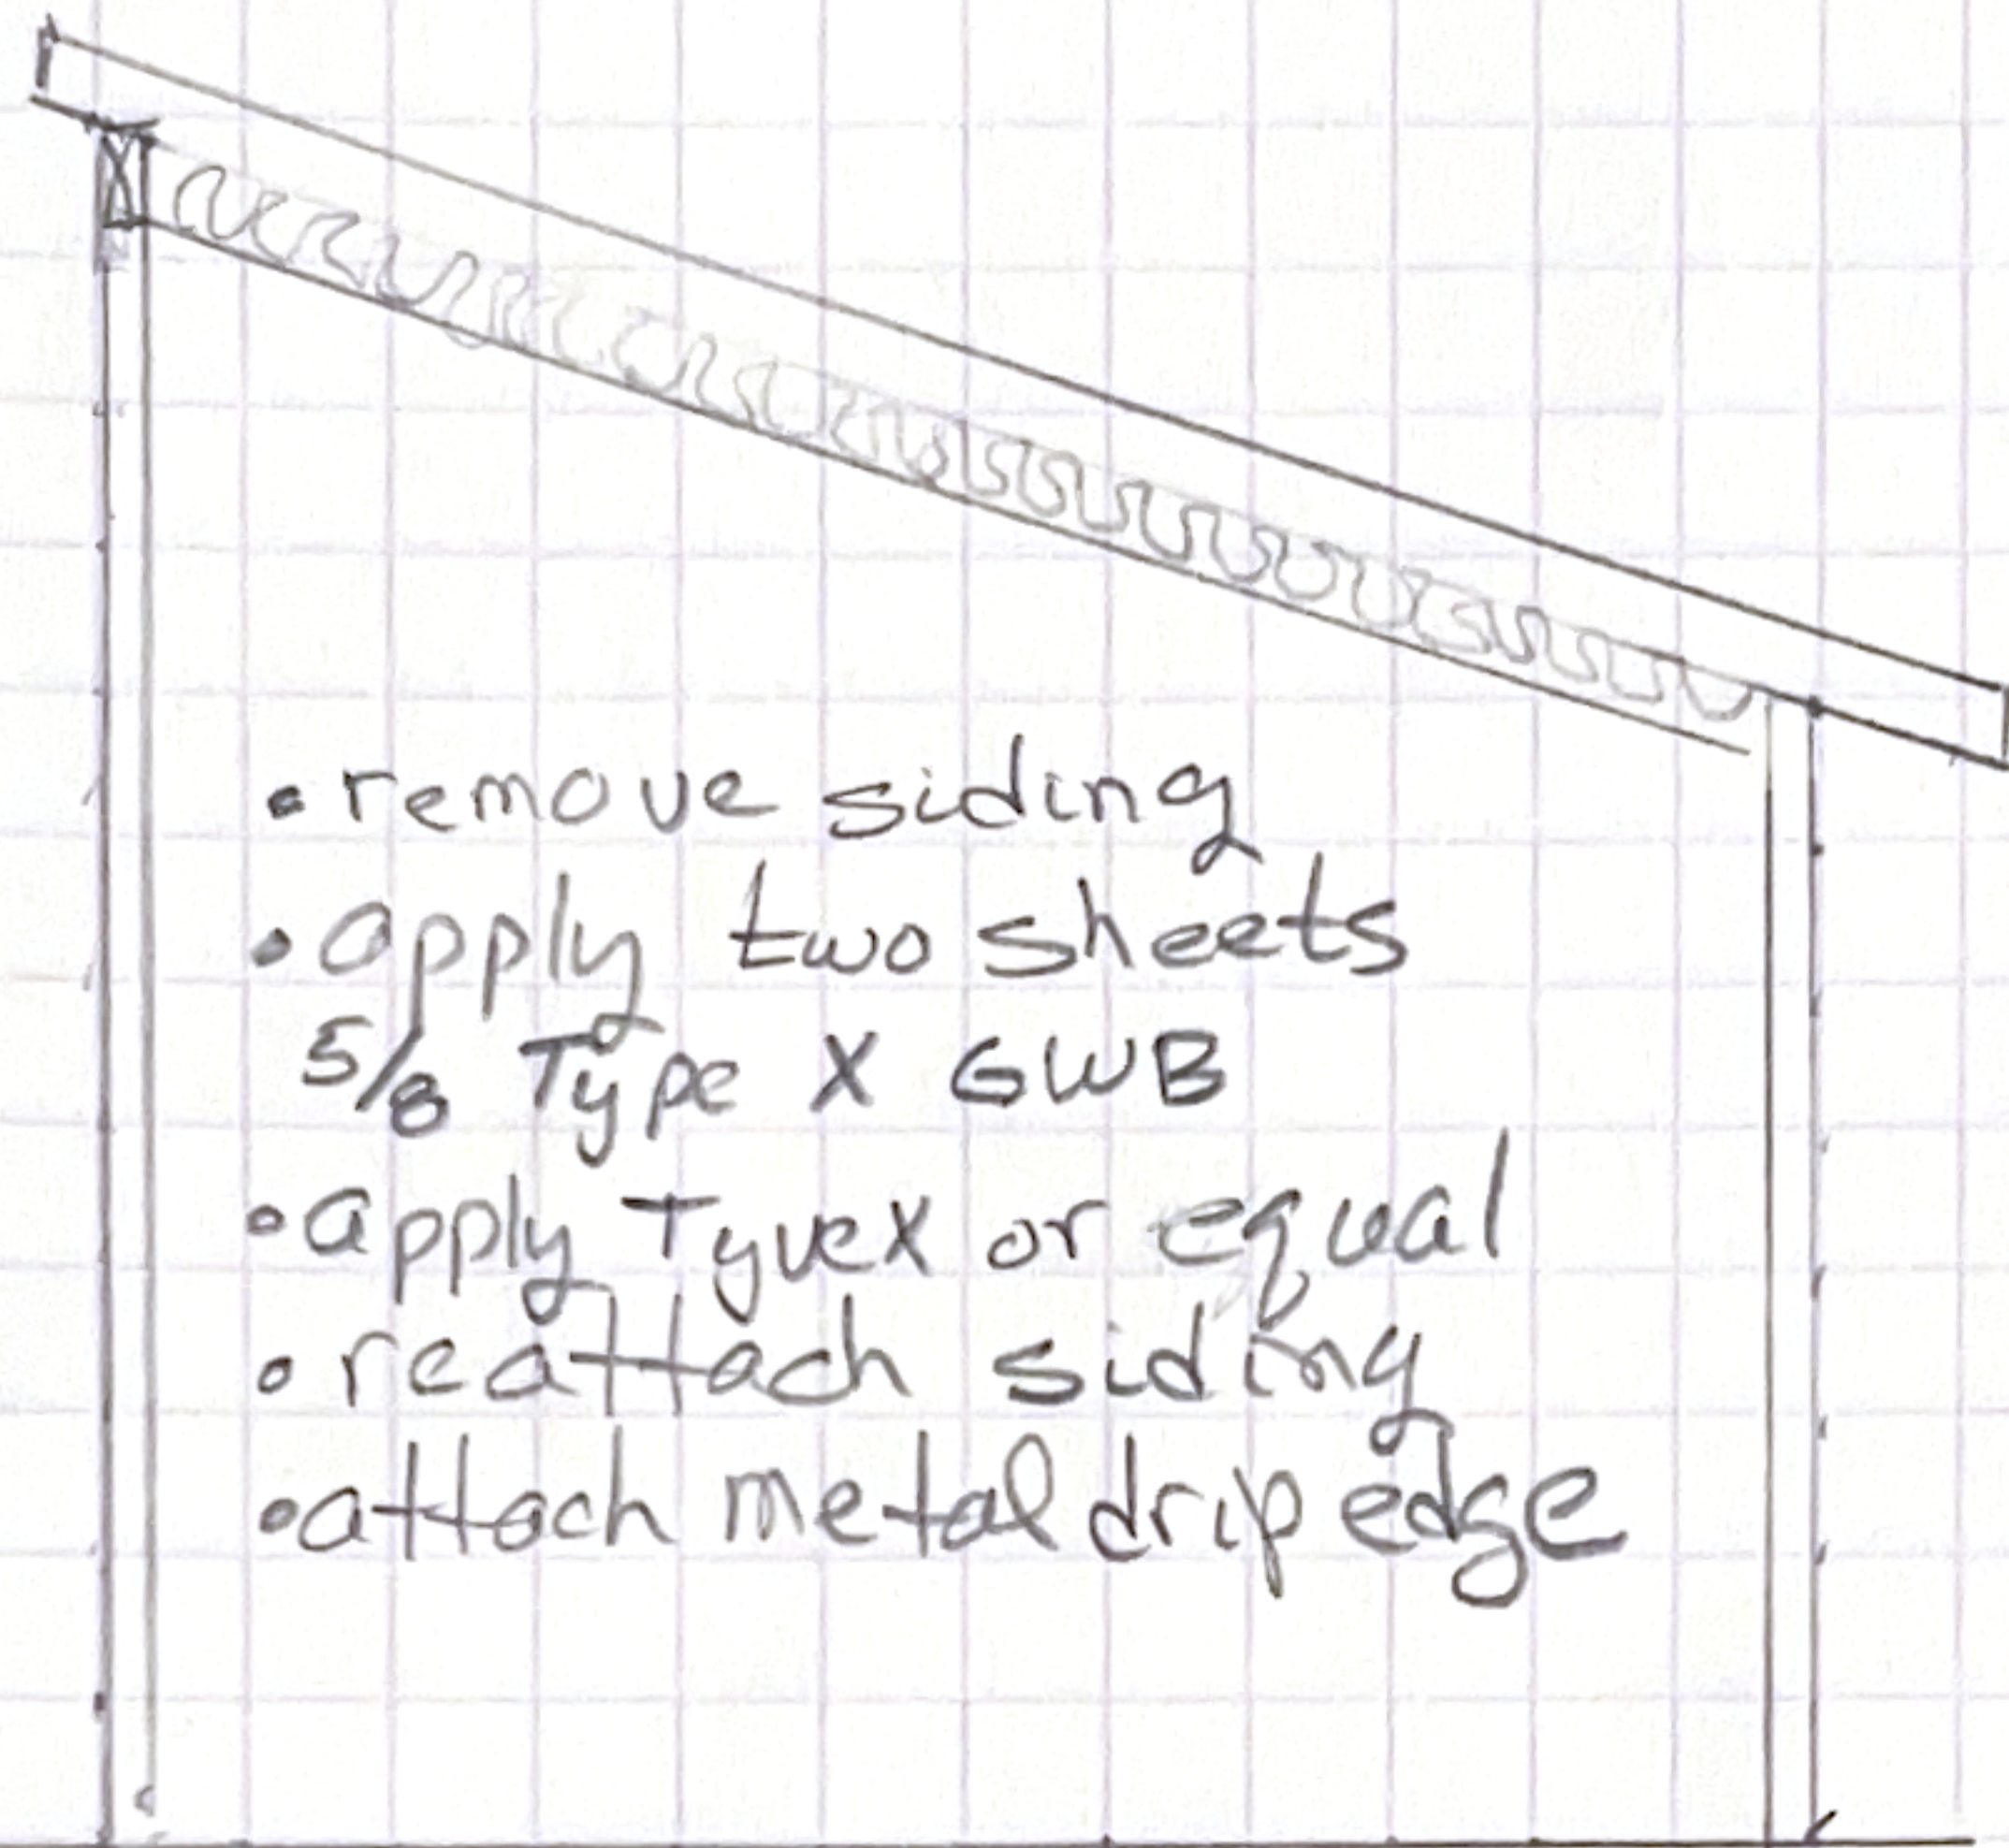 • remove siding
• apply two sheets
5/8 Type X GWB
• apply Tyvex or equal
• reattach siding
• attach metal drip edge